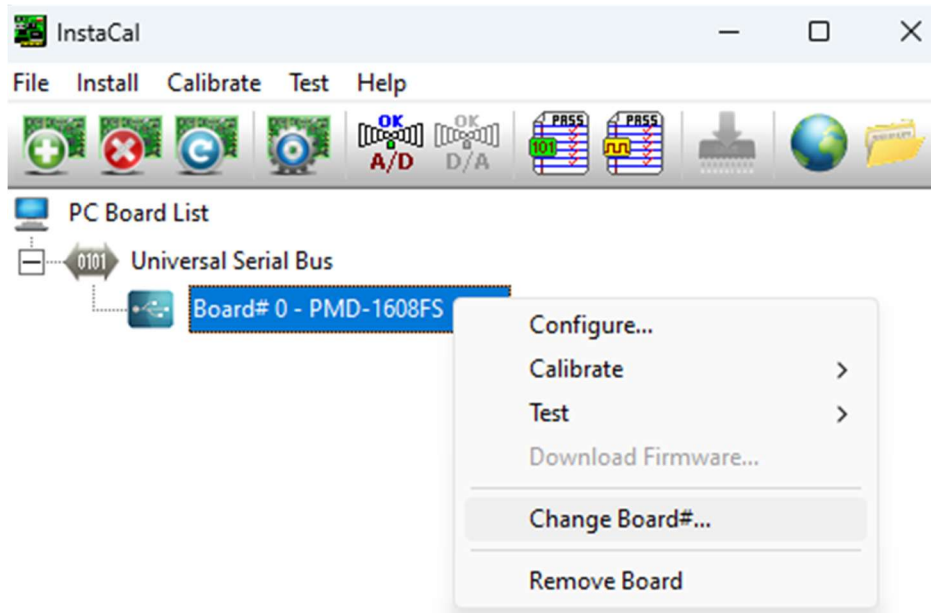 InstaCal
File Install Calibrate Test Help
OK OK PASS PASS
A/D D/A 101
PC Board List
0101 Universal Serial Bus
Board# 0 - PMD-1608FS
Configure...
Calibrate
Test
Download Firmware...
Change Board#...
Remove Board